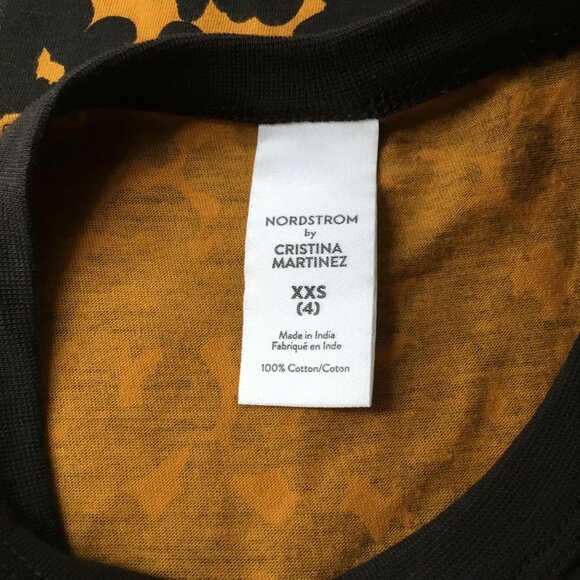 NORDSTROM
by
CRISTINA
MARTINEZ
XXS
(4)
Made in India
Fabriqué en Inde
100% Cotton/Coton